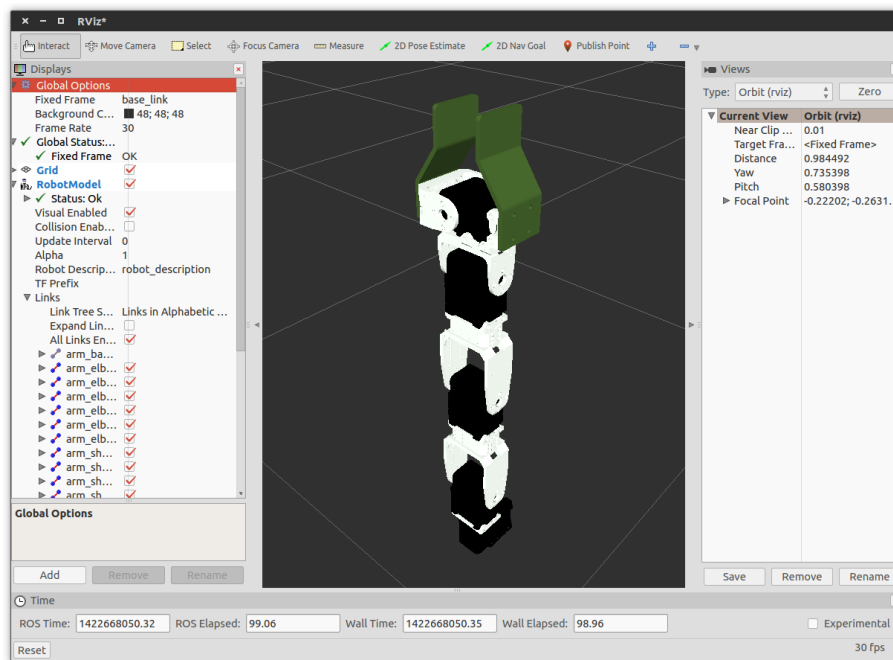 RViz*
Interact Move Camera Select Focus Camera Measure 2D Pose Estimate 2D Nav Goal Publish Point
Displays
Global Options
Fixed Frame base_link
Background C... 48; 48; 48
Frame Rate 30
Global Status:...
Fixed Frame OK
Grid
RobotModel
Status: Ok
Visual Enabled
Collision Enab...
Update Interval 0
Alpha 1
Robot Descrip... robot_description
TF Prefix
Links
Link Tree S... Links in Alphabetic ...
Expand Lin...
All Links En...
arm_ba...
arm_elb...
arm_elb...
arm_elb...
arm_elb...
arm_elb...
arm_sh...
arm_sh...
arm_sh...
arm_sh...
arm_sh
Global Options
Add Remove Rename
Views
Type: Orbit (rviz) Zero
Current View Orbit (rviz)
Near Clip ... 0.01
Target Fra... <Fixed Frame>
Distance 0.984492
Yaw 0.735398
Pitch 0.580398
Focal Point -0.22202; -0.2631.
Save Remove Rename
Time
ROS Time: 1422668050.32 ROS Elapsed: 99.06 Wall Time: 1422668050.35 Wall Elapsed: 98.96 Experimental
Reset 30 fps